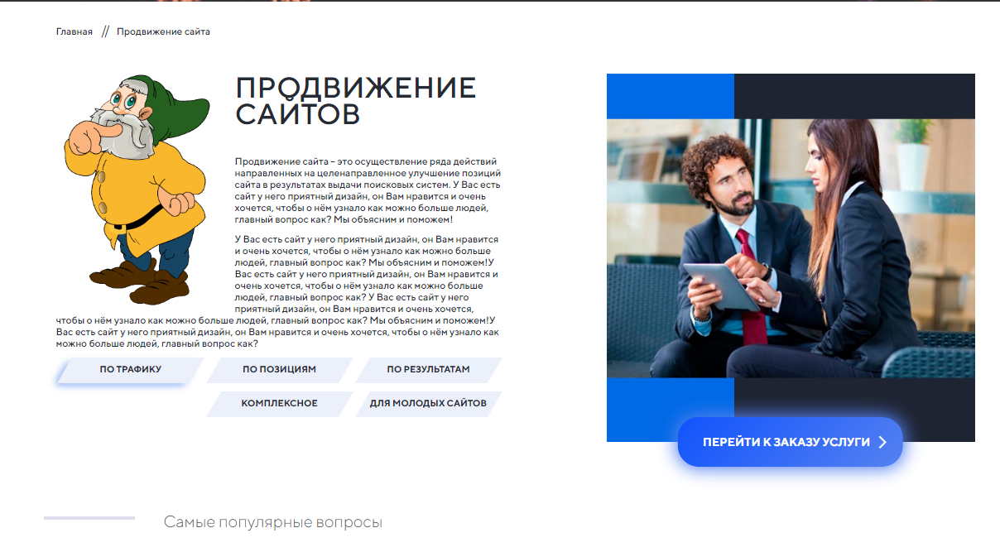 Главная // Продвижение сайта
ПРОДВИЖЕНИЕ
САЙТОВ
Продвижение сайта – это осуществление ряда действий
направленных на целенаправленное улучшение позиций
сайта в результатах выдачи поисковых систем. У Вас есть
сайт у него приятный дизайн, он Вам нравится и очень
хочется, чтобы о нём узнало как можно больше людей,
главный вопрос как? Мы объясним и поможем!
У Вас есть сайт у него приятный дизайн, он Вам нравится
и очень хочется, чтобы о нём узнало как можно больше
людей, главный вопрос как? Мы объясним и поможем!У
Вас есть сайт у него приятный дизайн, он Вам нравится и
очень хочется, чтобы о нём узнало как можно больше
людей, главный вопрос как? У Вас есть сайт у него
приятный дизайн, он Вам нравится и очень хочется,
чтобы о нём узнало как можно больше людей, главный вопрос как? Мы объясним и поможем!У
Вас есть сайт у него приятный дизайн, он Вам нравится и очень хочется, чтобы о нём узнало как
можно больше людей, главный вопрос как?
ПО ТРАФИКУ
ПО ПОЗИЦИЯМ
ПО РЕЗУЛЬТАТАМ
КОМПЛЕКСНОЕ
ДЛЯ МОЛОДЫХ САЙТОВ
ПЕРЕЙТИ К ЗАКАЗУ УСЛУГИ
Самые популярные вопросы